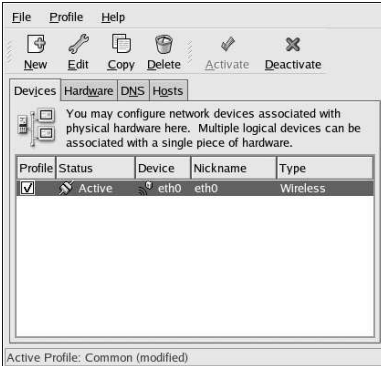 File Profile Help
New Edit Copy Delete Activate Deactivate
Devices Hardware DNS Hosts
You may configure network devices associated with
physical hardware here. Multiple logical devices can be
associated with a single piece of hardware.
Profile Status Device Nickname Type
Active eth0 eth0 Wireless
Active Profile: Common (modified)